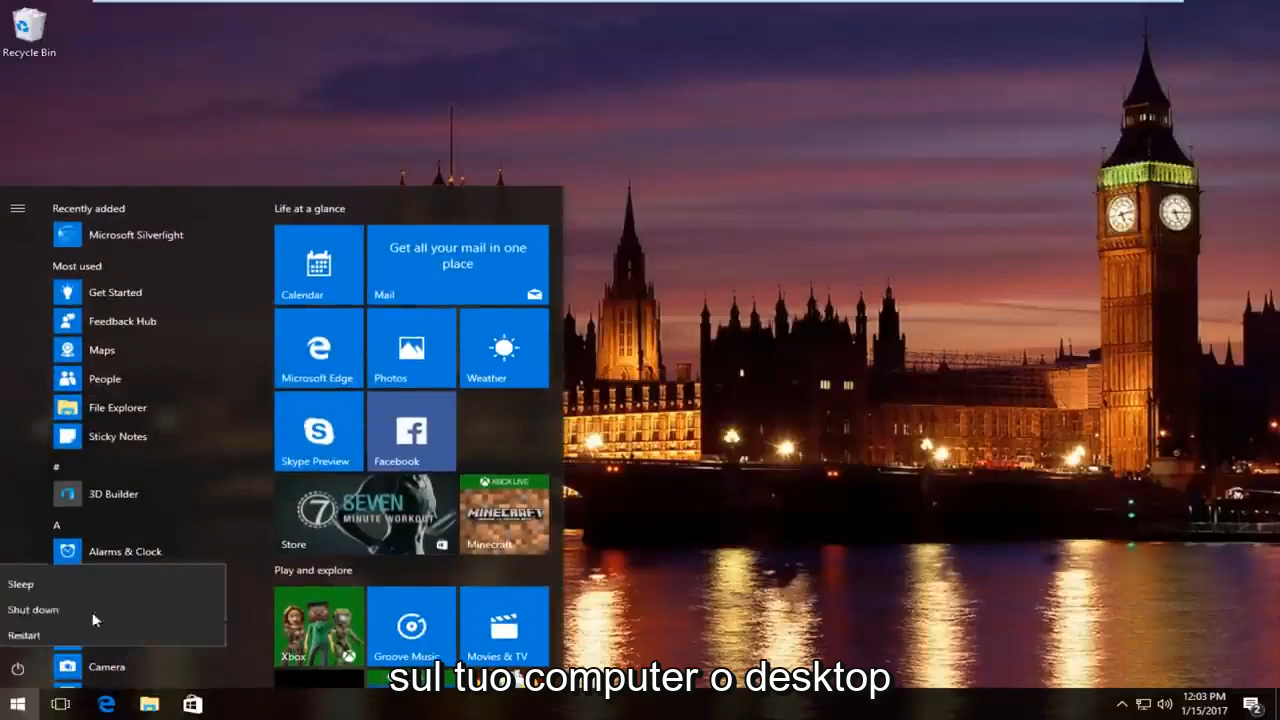 Recycle Bin
Recently added
Microsoft Silverlight
Most used
Get Started
Feedback Hub
Maps
People
File Explorer
Sticky Notes
#
3D Builder
A
Alarms & Clock
Sleep
Shut down
Restart
Camera
Life at a glance
Get all your mail in one
place
Calendar
Mail
Microsoft Edge
Photos
Weather
Skype Preview
Facebook
7 SEVEN
MINUTE WORKOUT
Store
XBOX LIVE
MINECRAFT
Minecraft
Play and explore
Xbox
Groove Music
Movies & TV
sul tuo computer o desktop
12:03 PM
1/15/2017
2